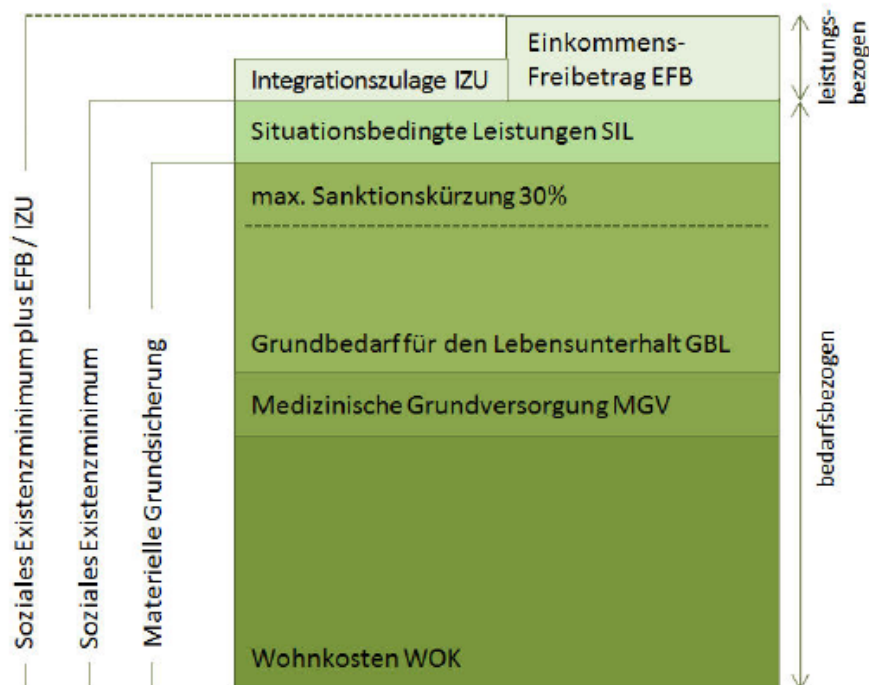 Einkommens-
Freibetrag EFB
Integrationszulage IZU
Situationsbedingte Leistungen SIL
max. Sanktionskürzung 30%
Grundbedarf für den Lebensunterhalt GBL
Medizinische Grundversorgung MGV
Wohnkosten WOK
Soziales Existenzminimum plus EFB / IZU
Soziales Existenzminimum
Materielle Grundsicherung
leistungs-
bezogen
bedarfsbezogen